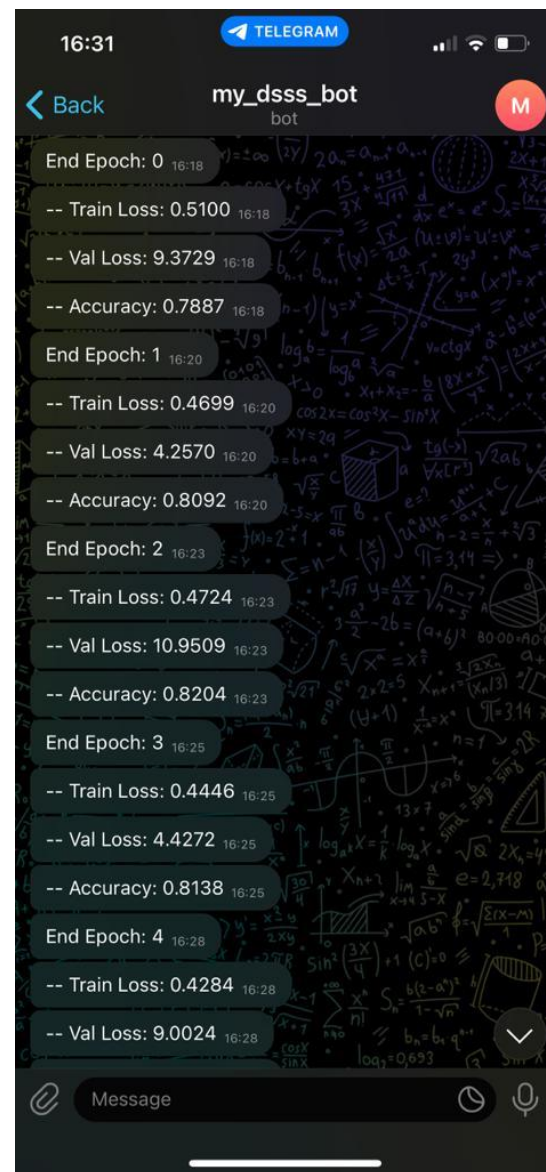 16:31
TELEGRAM
Back
my_dsss_bot
bot
M
End Epoch: 0 16:18
-- Train Loss: 0.5100 16:18
-- Val Loss: 9.3729 16:18
-- Accuracy: 0.7887 16:18
End Epoch: 1 16:20
-- Train Loss: 0.4699 16:20
-- Val Loss: 4.2570 16:20
-- Accuracy: 0.8092 16:20
End Epoch: 2 16:23
-- Train Loss: 0.4724 16:23
-- Val Loss: 10.9509 16:23
-- Accuracy: 0.8204 16:23
End Epoch: 3 16:25
-- Train Loss: 0.4446 16:25
-- Val Loss: 4.4272 16:25
-- Accuracy: 0.8138 16:25
End Epoch: 4 16:28
-- Train Loss: 0.4284 16:28
-- Val Loss: 9.0024 16:28
Message